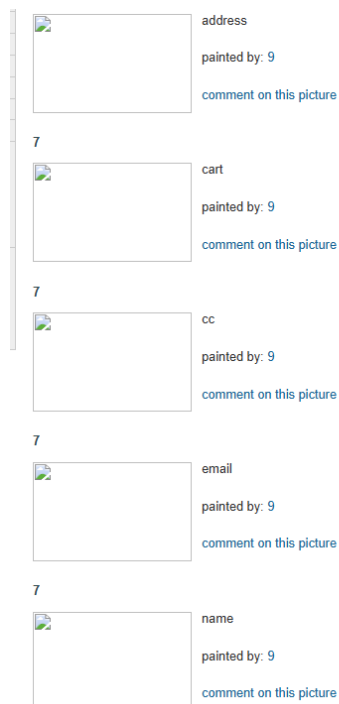 address
painted by: 9
comment on this picture
7
cart
painted by: 9
comment on this picture
7
cc
painted by: 9
comment on this picture
7
email
painted by: 9
comment on this picture
7
name
painted by: 9
comment on this picture